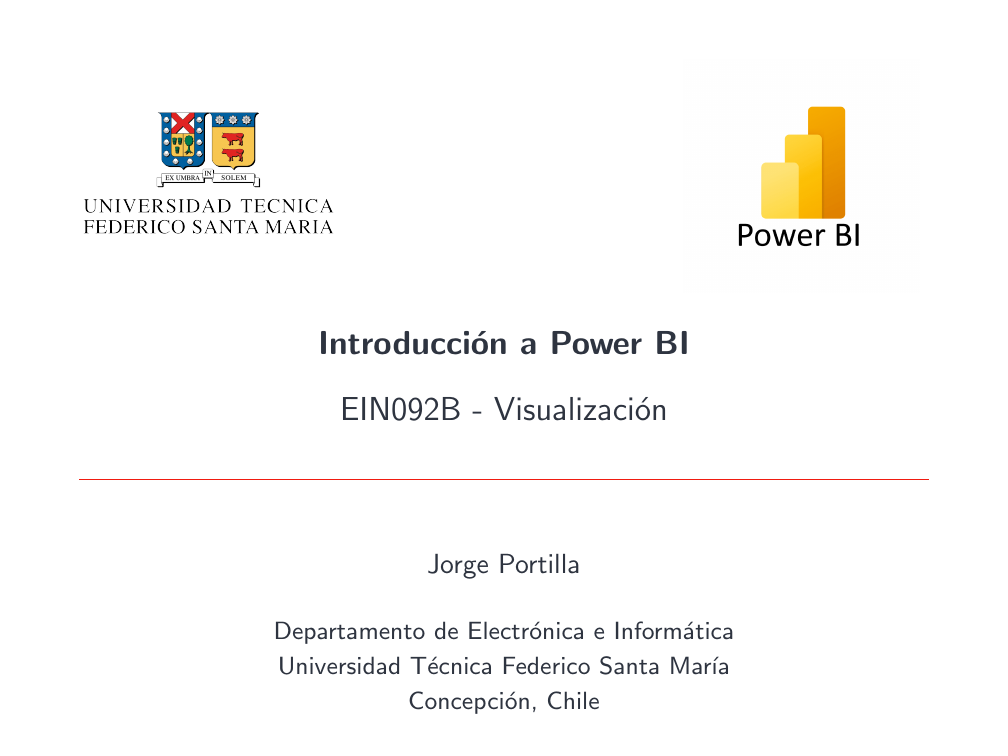 EX UMBRA IN SOLEM
UNIVERSIDAD TECNICA
FEDERICO SANTA MARIA
Power BI
Introducción a Power BI
EIN092B - Visualización
Jorge Portilla
Departamento de Electrónica e Informática
Universidad Técnica Federico Santa María
Concepción, Chile